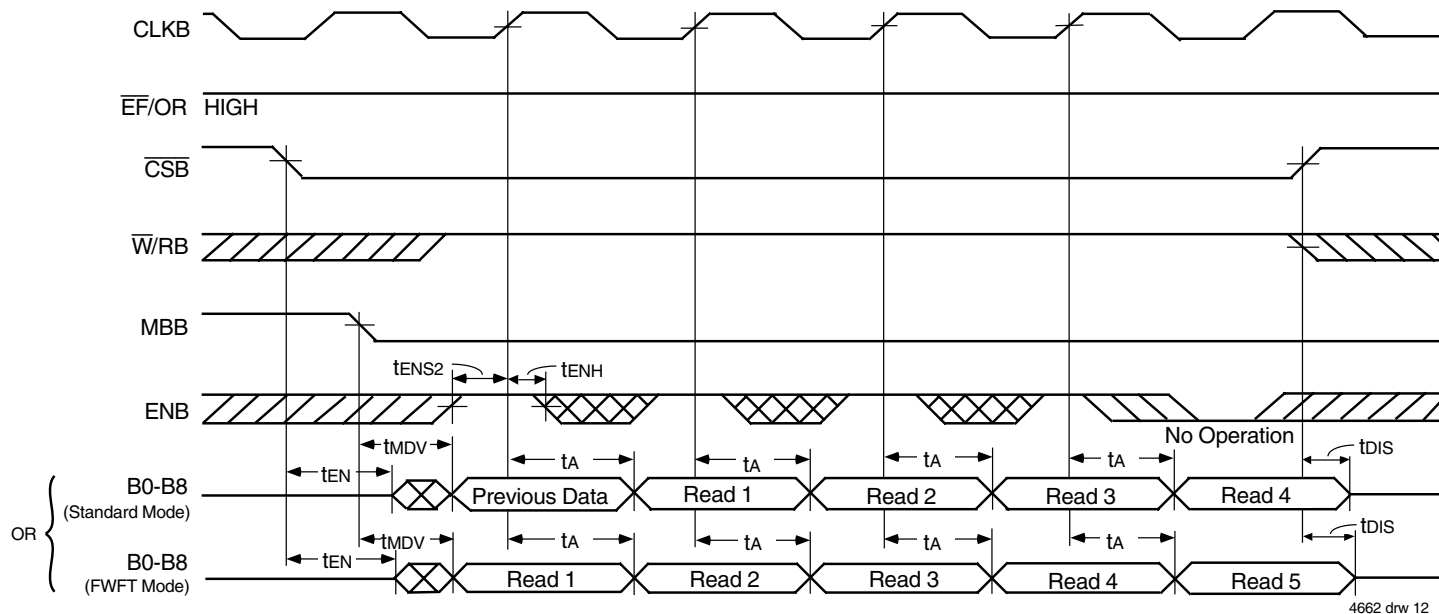 CLKB
EF/OR HIGH
CSB
W/RB
MBB
tENS2 tENH
ENB
No Operation
tMDV
tEN tA tA tA tA tDIS
B0-B8
(Standard Mode)
Previous Data Read 1 Read 2 Read 3 Read 4
OR
tMDV
tEN tA tA tA tA tDIS
B0-B8
(FWFT Mode)
Read 1 Read 2 Read 3 Read 4 Read 5
4662 drw 12